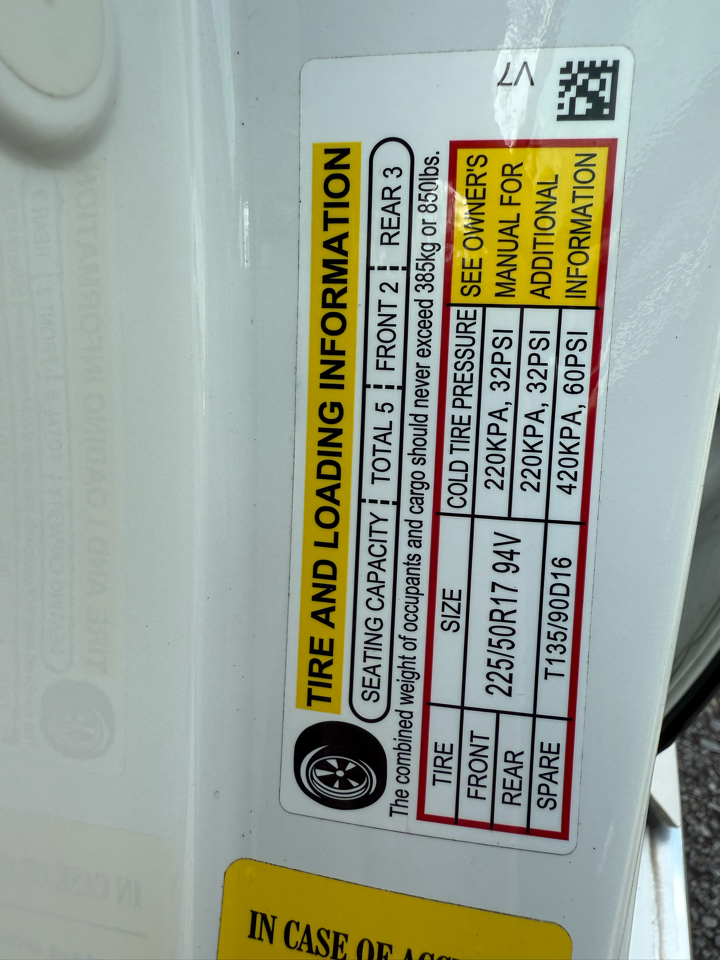 V7
TIRE AND LOADING INFORMATION
SEATING CAPACITY TOTAL 5 FRONT 2 REAR 3
The combined weight of occupants and cargo should never exceed 385kg or 850lbs.
TIRE SIZE COLD TIRE PRESSURE SEE OWNER'S
FRONT 225/50R17 94V 220KPA, 32PSI MANUAL FOR
REAR 220KPA, 32PSI ADDITIONAL
SPARE T135/90D16 420KPA, 60PSI INFORMATION
IN CASE OF